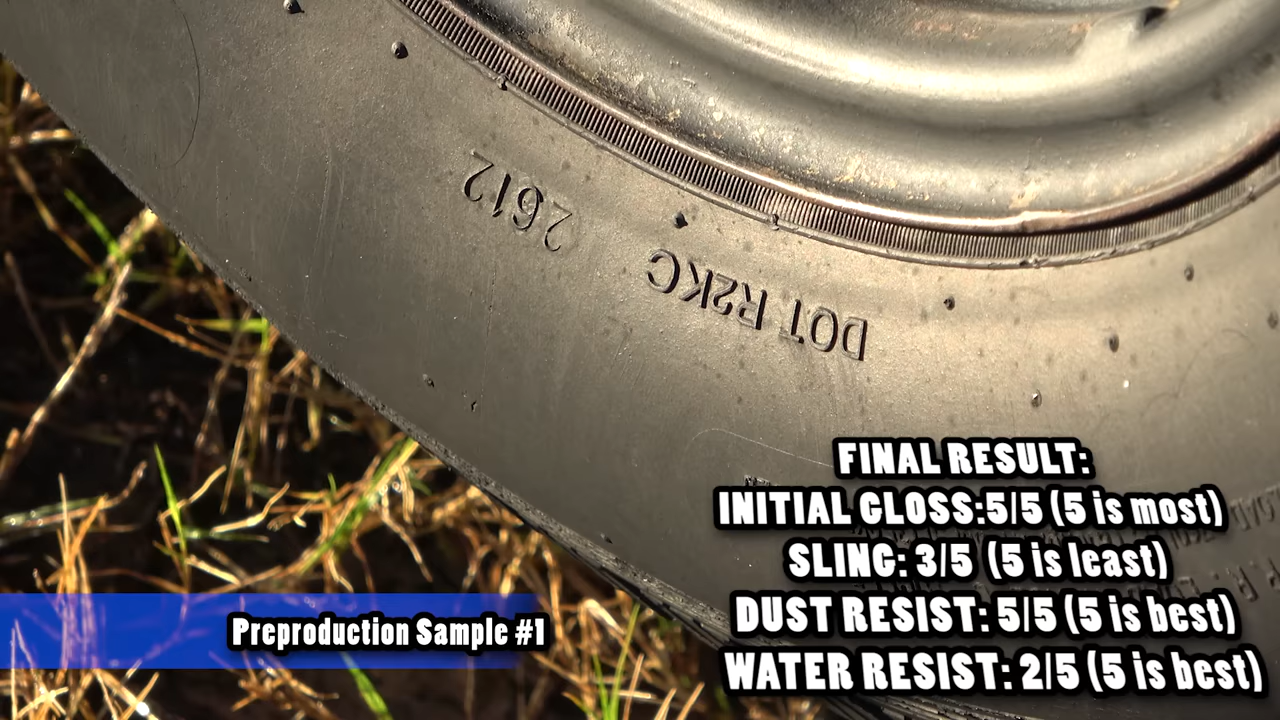 2612
DOT R2KC
FINAL RESULT:
INITIAL GLOSS:5/5 (5 is most)
SLING: 3/5 (5 is least)
DUST RESIST: 5/5 (5 is best)
WATER RESIST: 2/5 (5 is best)
Preproduction Sample #1